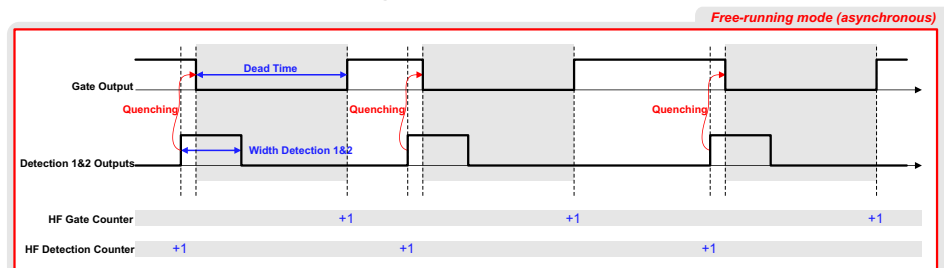 Free-running mode (asynchronous)
Dead Time
Gate Output
Quenching
Quenching
Quenching
Width Detection 1&2
Detection 1&2 Outputs
HF Gate Counter
+1
+1
+1
HF Detection Counter
+1
+1
+1